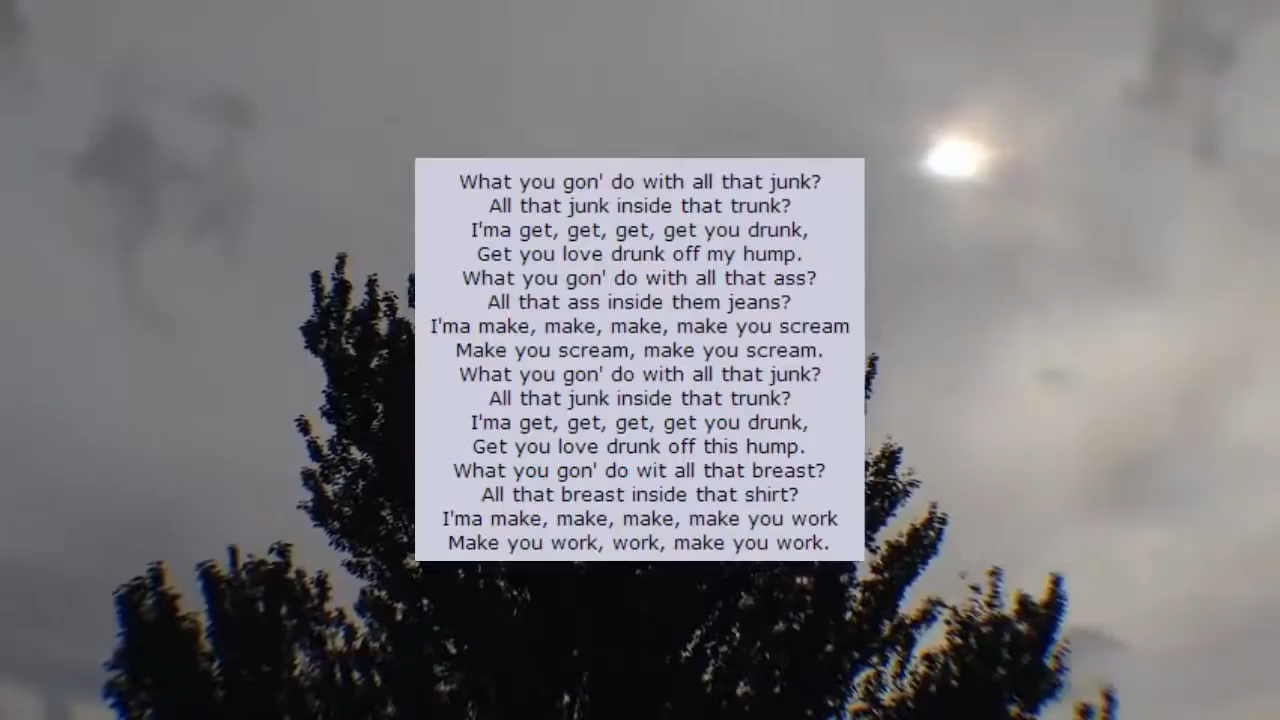 What you gon' do with all that junk?
All that junk inside that trunk?
I'ma get, get, get, get you drunk,
Get you love drunk off my hump.
What you gon' do with all that ass?
All that ass inside them jeans?
I'ma make, make, make, make you scream
Make you scream, make you scream.
What you gon' do with all that junk?
All that junk inside that trunk?
I'ma get, get, get, get you drunk,
Get you love drunk off this hump.
What you gon' do wit all that breast?
All that breast inside that shirt?
I'ma make, make, make, make you work
Make you work, work, make you work.